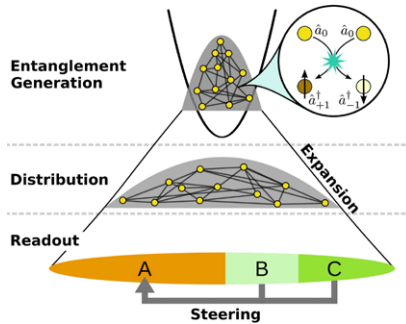 Entanglement
Generation
â₀ â₀
â†₊₁ â†₋₁
Expansion
Distribution
Readout
A B C
Steering